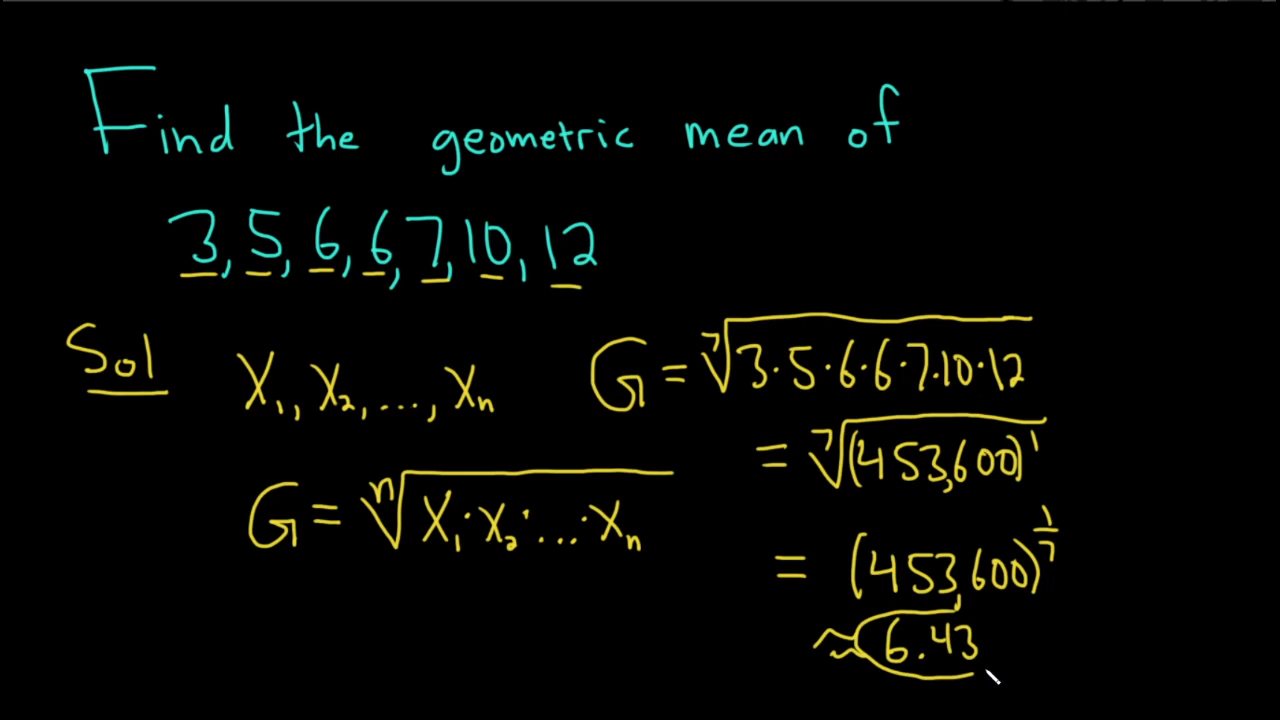 Find the geometric mean of
3, 5, 6, 6, 7, 10, 12
Sol
X₁, X₂, ..., Xₙ
G = ⁿ√(X₁·X₂·...·Xₙ)
G = ⁷√(3·5·6·6·7·10·12)
= ⁷√(453,600)¹
= (453,600)^(1/7)
≈ 6.43